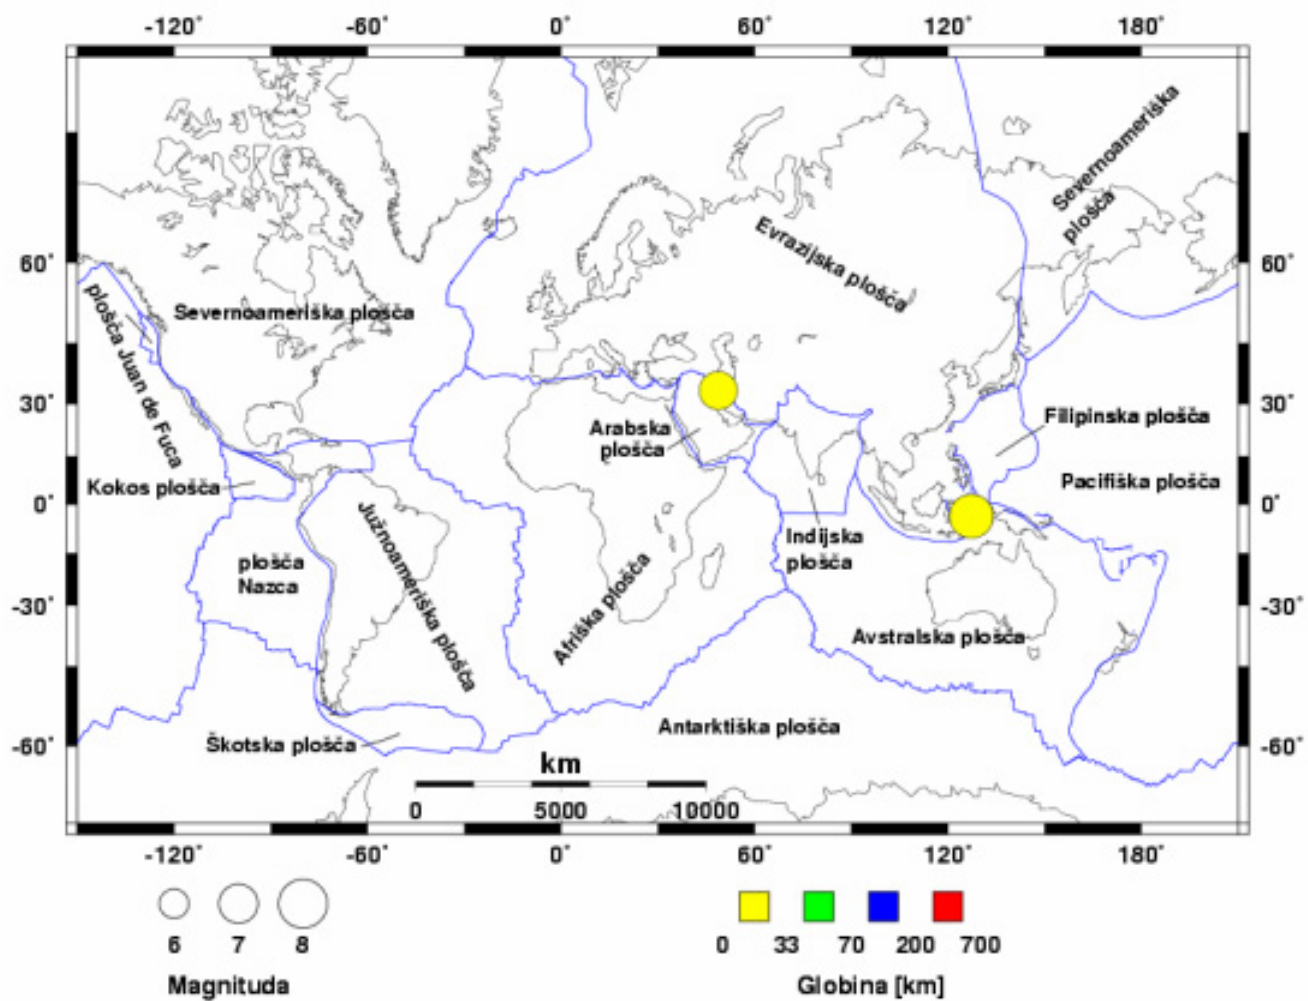 -120° -60° 0° 60° 120° 180°
Severnoameriška
plošča
Evrazijska plošča
60° 60°
plošča Juan de Fuca
Severnoameriška plošča
30° 30°
Arabska
plošča
Filipinska plošča
Kokos plošča
Pacifiška plošča
0° 0°
Južnoameriška plošča
Indijska
plošča
plošča
Nazca
Afriška plošča
-30° -30°
Avstralska plošča
Antarktiška plošča
Škotska plošča
-60° -60°
km
0 5000 10000
-120° -60° 0° 60° 120° 180°
6 7 8
0 33 70 200 700
Magnituda
Globina [km]